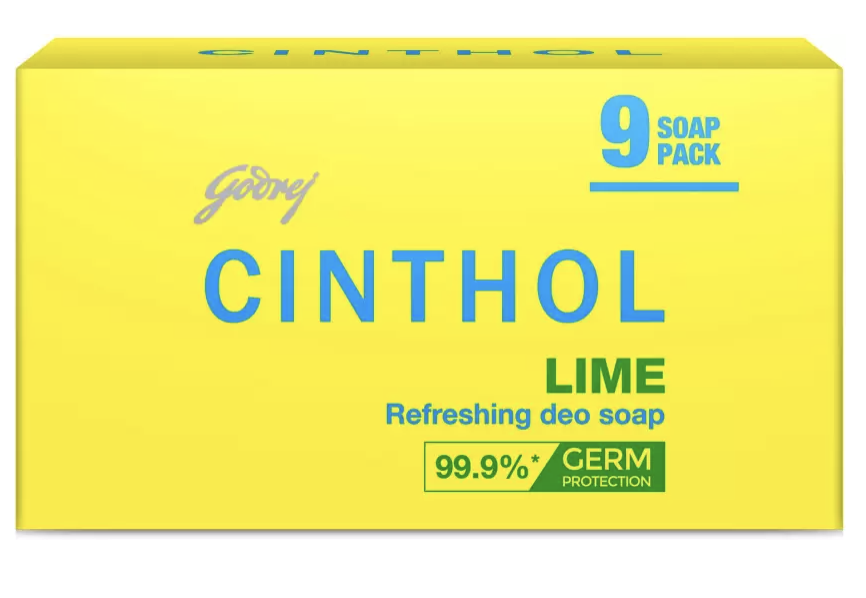 CINTHOL
9 SOAP
PACK
Godrej
CINTHOL
LIME
Refreshing deo soap
99.9%* GERM
PROTECTION